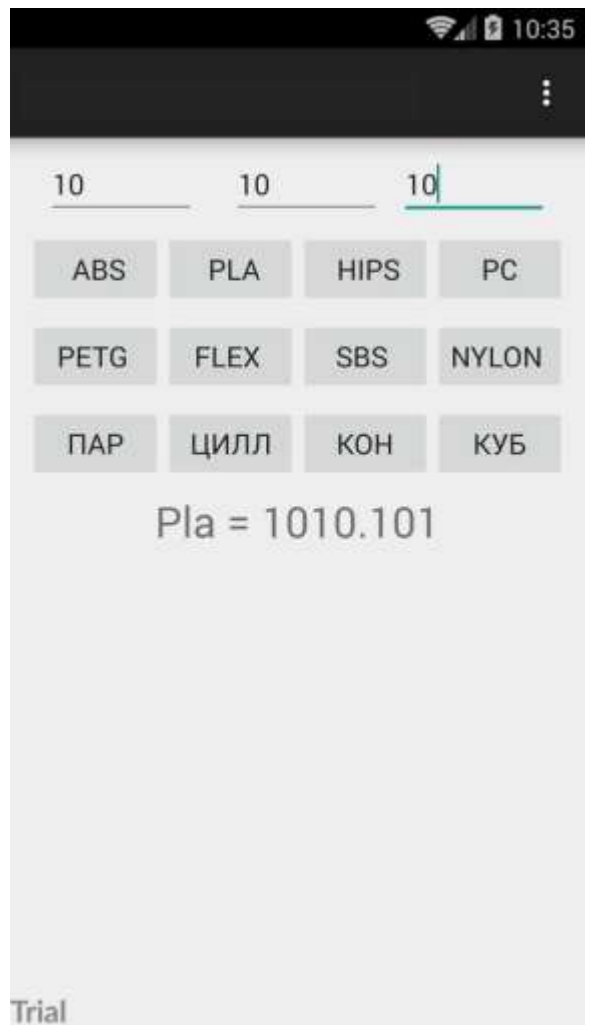 10:35
10 10 10
ABS PLA HIPS PC
PETG FLEX SBS NYLON
ПАР ЦИЛЛ КОН КУБ
Pla = 1010.101
Trial